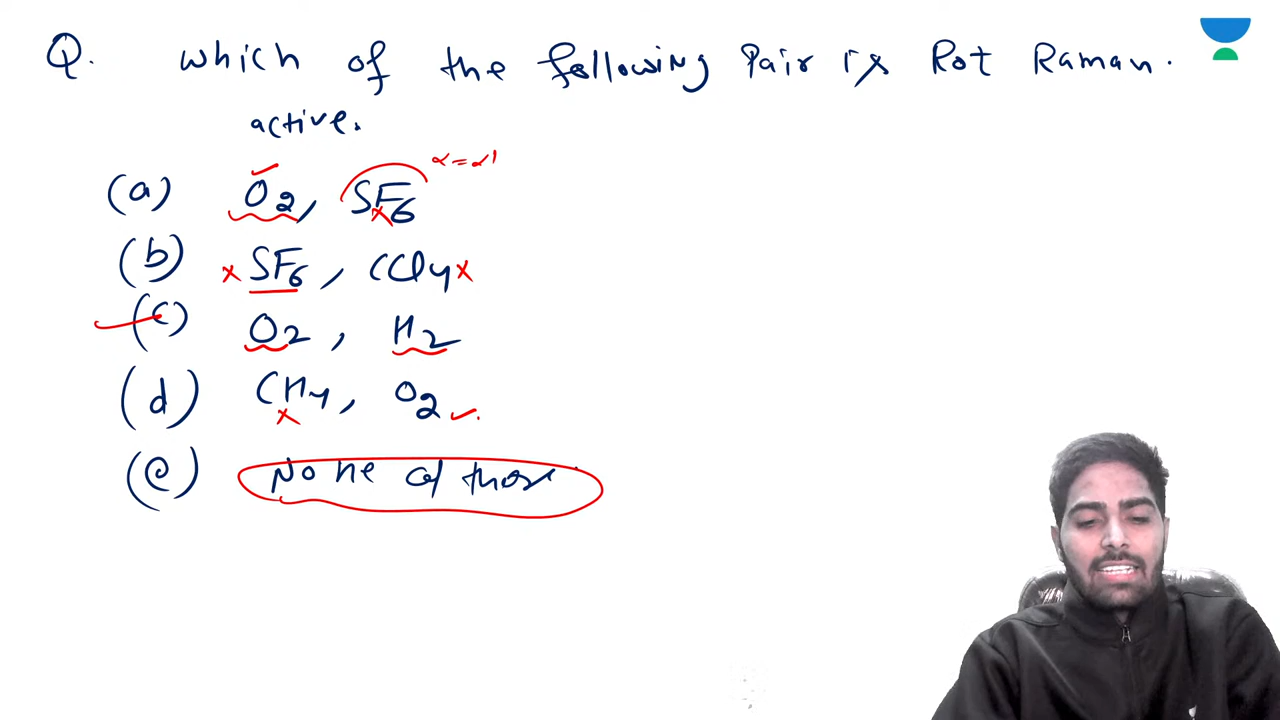 Q. Which of the following Pair is Rot Raman.
active.
α = α'
(a) O2, SF6
(b) SF6, CCl4
(c) O2, H2
(d) CH4, O2
(e) None of those